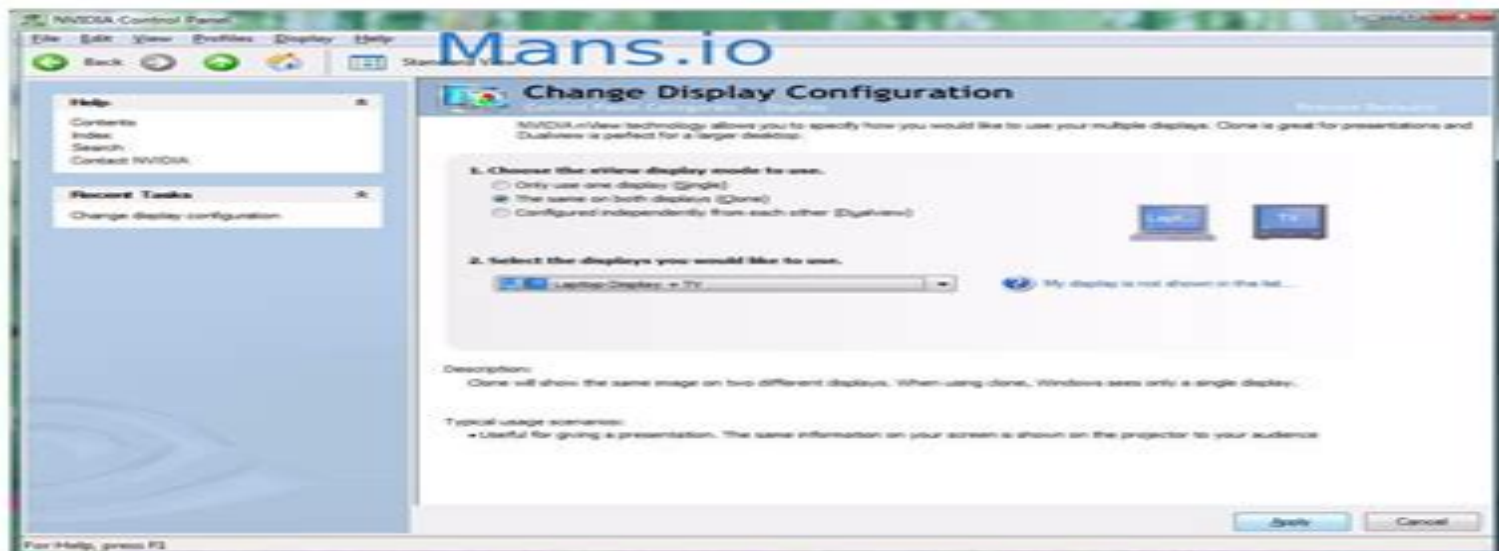 NVIDIA Control Panel
File Edit View Profiles Display Help
Mans.io
Back
Help
Contents
Index
Search
Contact NVIDIA
Recent Tasks
Change display configuration
Change Display Configuration
NVIDIA nView technology allows you to specify how you would like to use your multiple displays. Clone is great for presentations and
Dualview is perfect for a larger desktop.
1. Choose the nView display mode to use.
Only use one display (Single)
The same on both displays (Clone)
Configured independently from each other (Dualview)
TV
2. Select the displays you would like to use.
Laptop Display + TV
My display is not shown in the list...
Description:
Clone will show the same image on two different displays. When using clone, Windows sees only a single display.
Typical usage scenarios:
• Useful for giving a presentation. The same information on your screen is shown on the projector to your audience
Apply Cancel
For Help, press F1